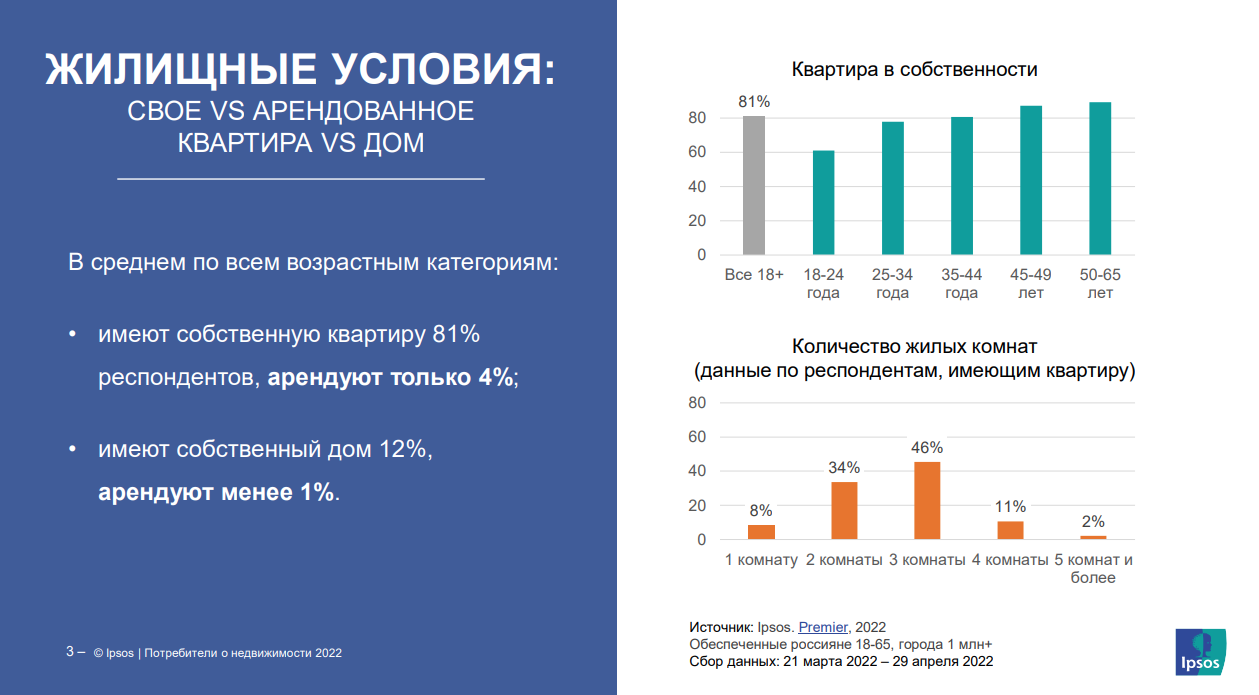 ЖИЛИЩНЫЕ УСЛОВИЯ:
СВОЕ VS АРЕНДОВАННОЕ
КВАРТИРА VS ДОМ
В среднем по всем возрастным категориям:
• имеют собственную квартиру 81%
респондентов, арендуют только 4%;
• имеют собственный дом 12%,
арендуют менее 1%.
3 – © Ipsos | Потребители о недвижимости 2022
Квартира в собственности
81%
80
60
40
20
0
Все 18+ 18-24 25-34 35-44 45-49 50-65
года года года лет лет
Количество жилых комнат
(данные по респондентам, имеющим квартиру)
80
60
46%
40
34%
20
11%
8%
2%
0
1 комнату 2 комнаты 3 комнаты 4 комнаты 5 комнат и
более
Источник: Ipsos. Premier, 2022
Обеспеченные россияне 18-65, города 1 млн+
Сбор данных: 21 марта 2022 – 29 апреля 2022
Ipsos